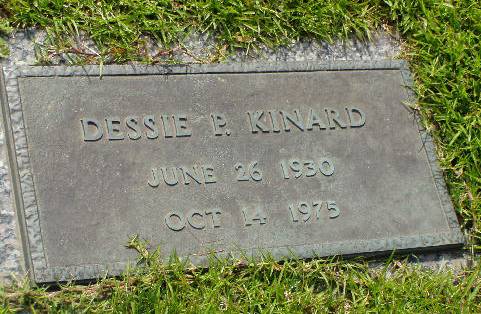 DESSIE P. KINARD
JUNE 26 1930
OCT 14 1975